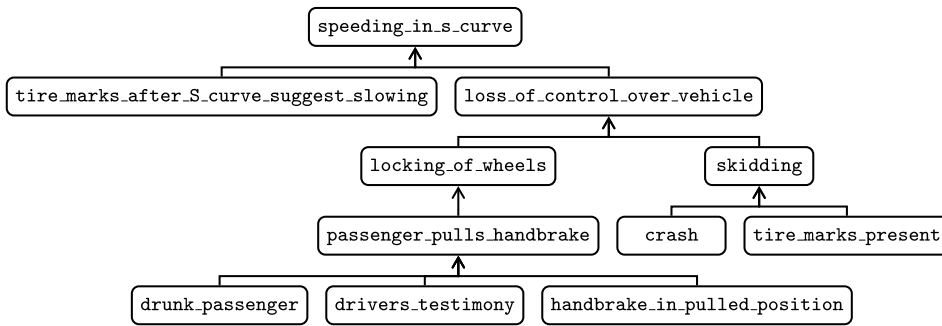 speeding_in_s_curve
tire_marks_after_S_curve_suggest_slowing
loss_of_control_over_vehicle
locking_of_wheels
skidding
passenger_pulls_handbrake
crash
tire_marks_present
drunk_passenger
drivers_testimony
handbrake_in_pulled_position